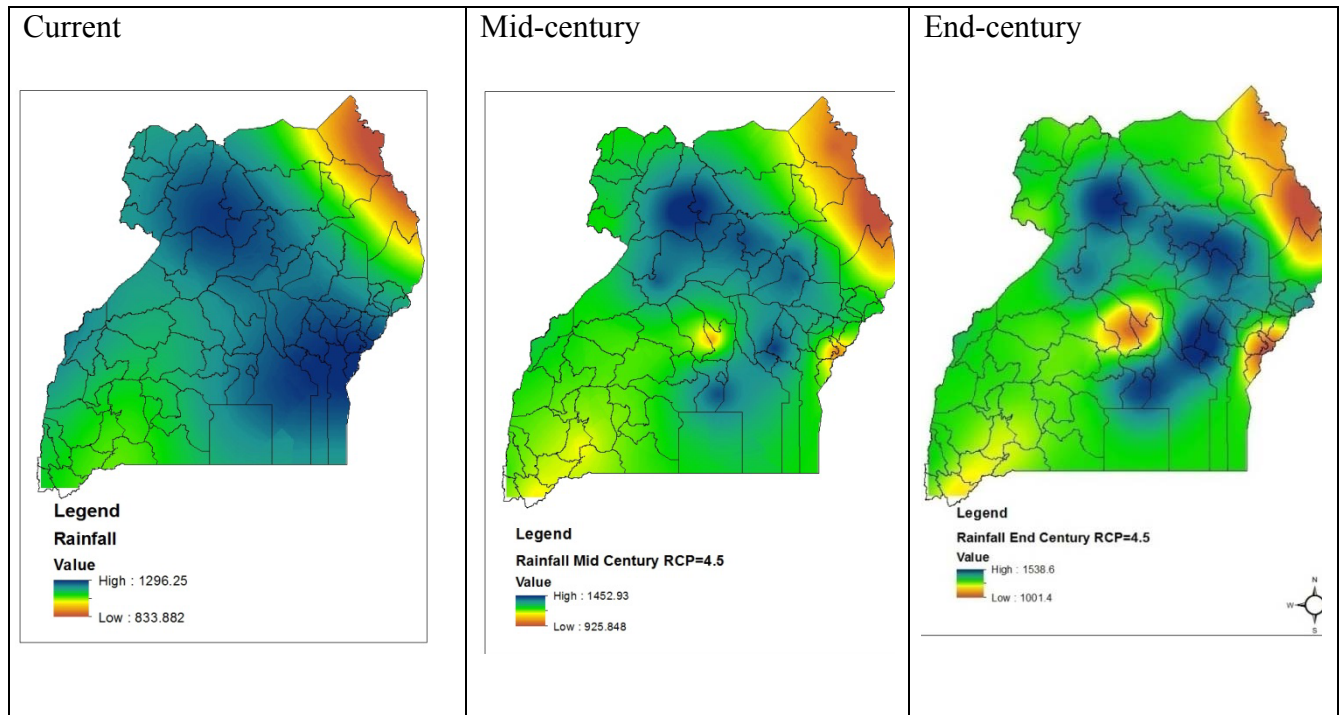 Current
Legend
Rainfall
Value
High : 1296.25
Low : 833.882
Mid-century
Legend
Rainfall Mid Century RCP=4.5
Value
High : 1452.93
Low : 925.848
End-century
Legend
Rainfall End Century RCP=4.5
Value
High : 1538.6
Low : 1001.4
N
W
S